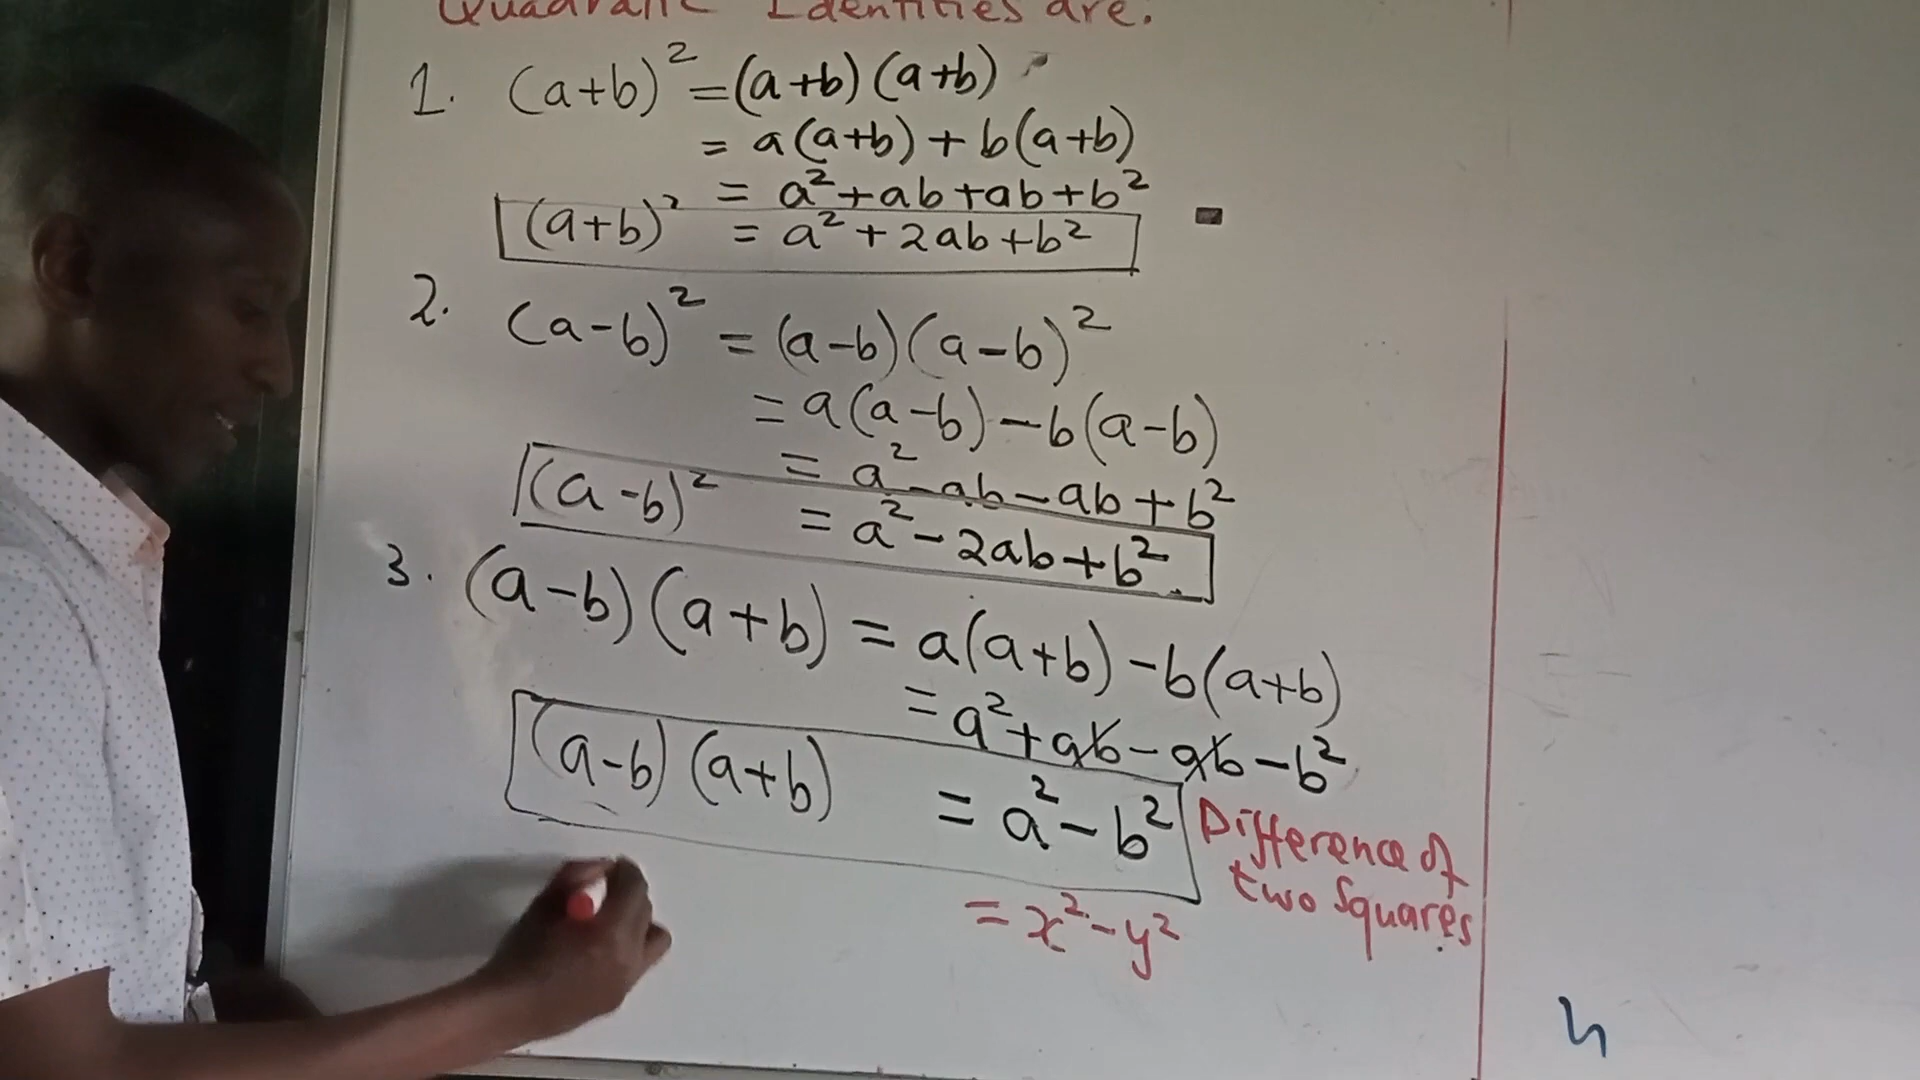 Quadratic Identities are.
1. (a+b)² = (a+b)(a+b)
= a(a+b) + b(a+b)
= a² + ab + ab + b²
(a+b)² = a² + 2ab + b²
2. (a-b)² = (a-b)(a-b)²
= a(a-b) - b(a-b)
= a² - ab - ab + b²
(a-b)² = a² - 2ab + b²
3. (a-b)(a+b) = a(a+b) - b(a+b)
= a² + ab - ab - b²
(a-b)(a+b) = a² - b² Difference of
two Squares
= x² - y²